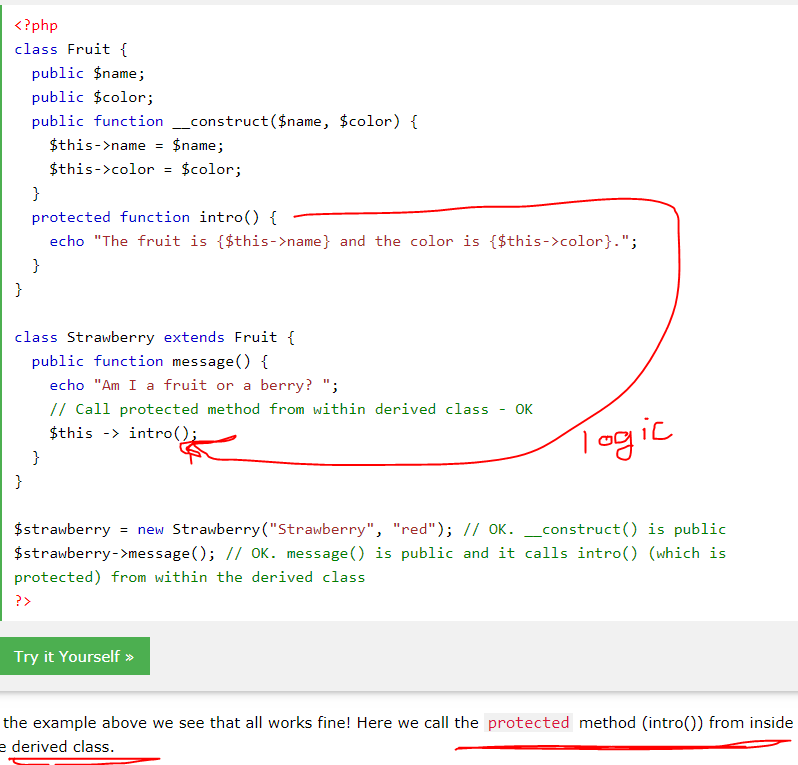 <?php
class Fruit {
  public $name;
  public $color;
  public function __construct($name, $color) {
    $this->name = $name;
    $this->color = $color;
  }
  protected function intro() {
    echo "The fruit is {$this->name} and the color is {$this->color}.";
  }
}

class Strawberry extends Fruit {
  public function message() {
    echo "Am I a fruit or a berry? ";
    // Call protected method from within derived class - OK
    $this -> intro();
  }
}
logic

$strawberry = new Strawberry("Strawberry", "red"); // OK. __construct() is public
$strawberry->message(); // OK. message() is public and it calls intro() (which is
protected) from within the derived class
?>
Try it Yourself »
the example above we see that all works fine! Here we call the protected method (intro()) from inside
e derived class.